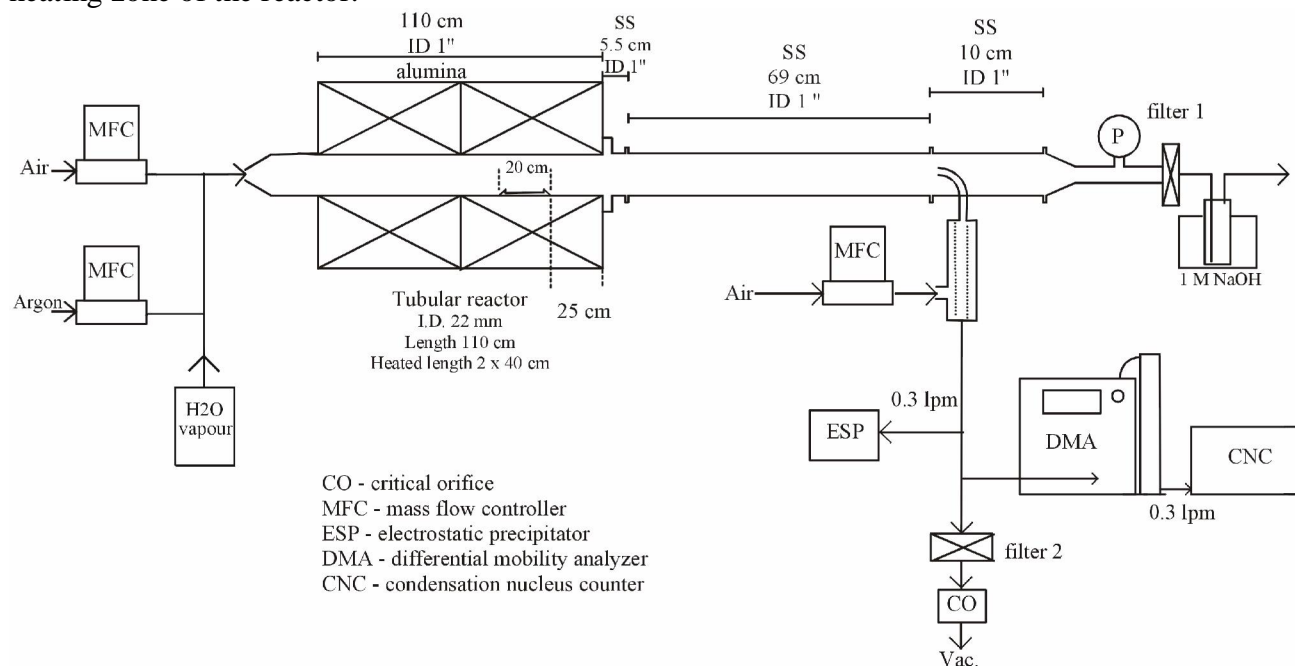 heating zone of the reactor.
110 cm
ID 1"
alumina
SS
5.5 cm
ID 1"
SS
69 cm
ID 1"
SS
10 cm
ID 1"
filter 1
MFC
P
Air
20 cm
MFC
Argon
MFC
Air
1 M NaOH
Tubular reactor
I.D. 22 mm
Length 110 cm
Heated length 2 x 40 cm
25 cm
H2O
vapour
0.3 lpm
ESP
DMA
CNC
0.3 lpm
CO - critical orifice
MFC - mass flow controller
ESP - electrostatic precipitator
DMA - differential mobility analyzer
CNC - condensation nucleus counter
filter 2
CO
Vac.